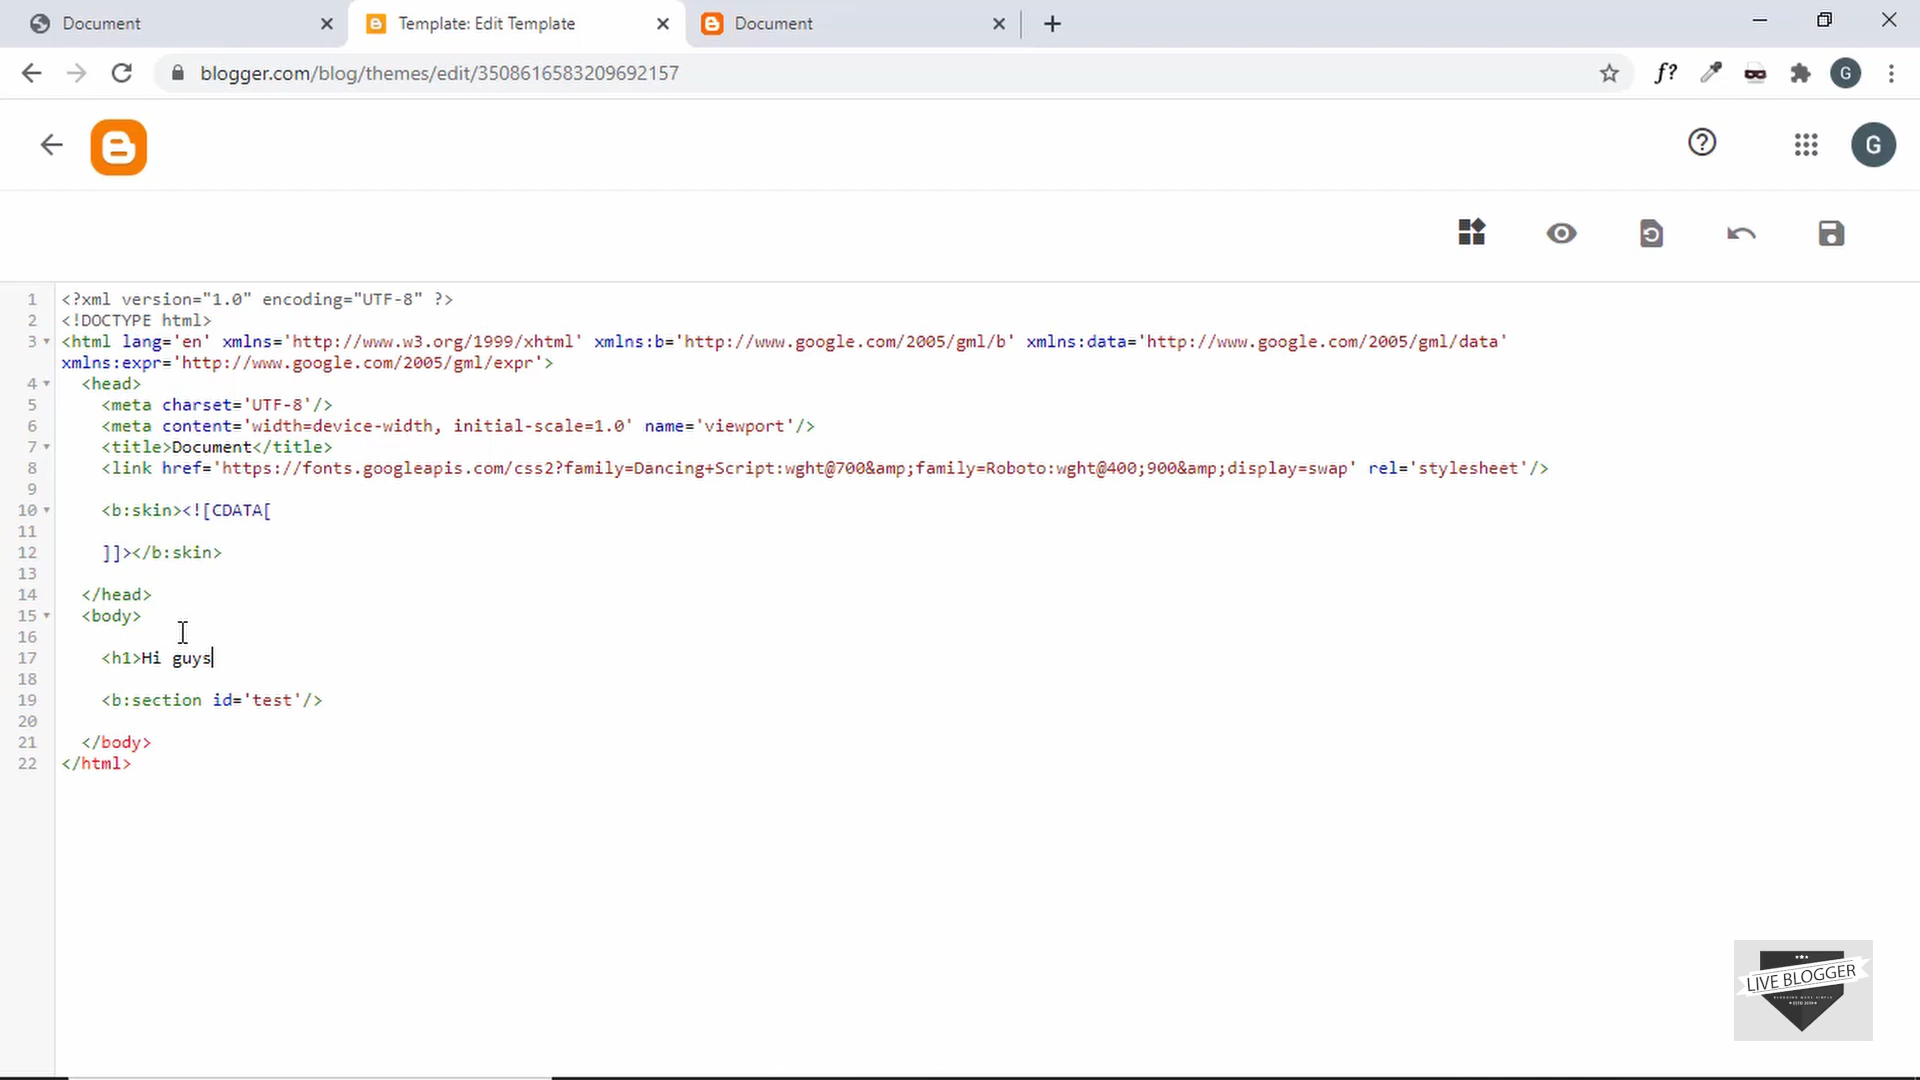 Document
Template: Edit Template
Document
blogger.com/blog/themes/edit/3508616583209692157
f?
G
G
1 <?xml version="1.0" encoding="UTF-8" ?>
2 <!DOCTYPE html>
3 <html lang='en' xmlns='http://www.w3.org/1999/xhtml' xmlns:b='http://www.google.com/2005/gml/b' xmlns:data='http://www.google.com/2005/gml/data'
xmlns:expr='http://www.google.com/2005/gml/expr'>
4 <head>
5 <meta charset='UTF-8'/>
6 <meta content='width=device-width, initial-scale=1.0' name='viewport'/>
7 <title>Document</title>
8 <link href='https://fonts.googleapis.com/css2?family=Dancing+Script:wght@700&amp;family=Roboto:wght@400;900&amp;display=swap' rel='stylesheet'/>
9
10 <b:skin><![CDATA[
11
12 ]]></b:skin>
13
14 </head>
15 <body>
16
17 <h1>Hi guys
18
19 <b:section id='test'/>
20
21 </body>
22 </html>
LIVE BLOGGER